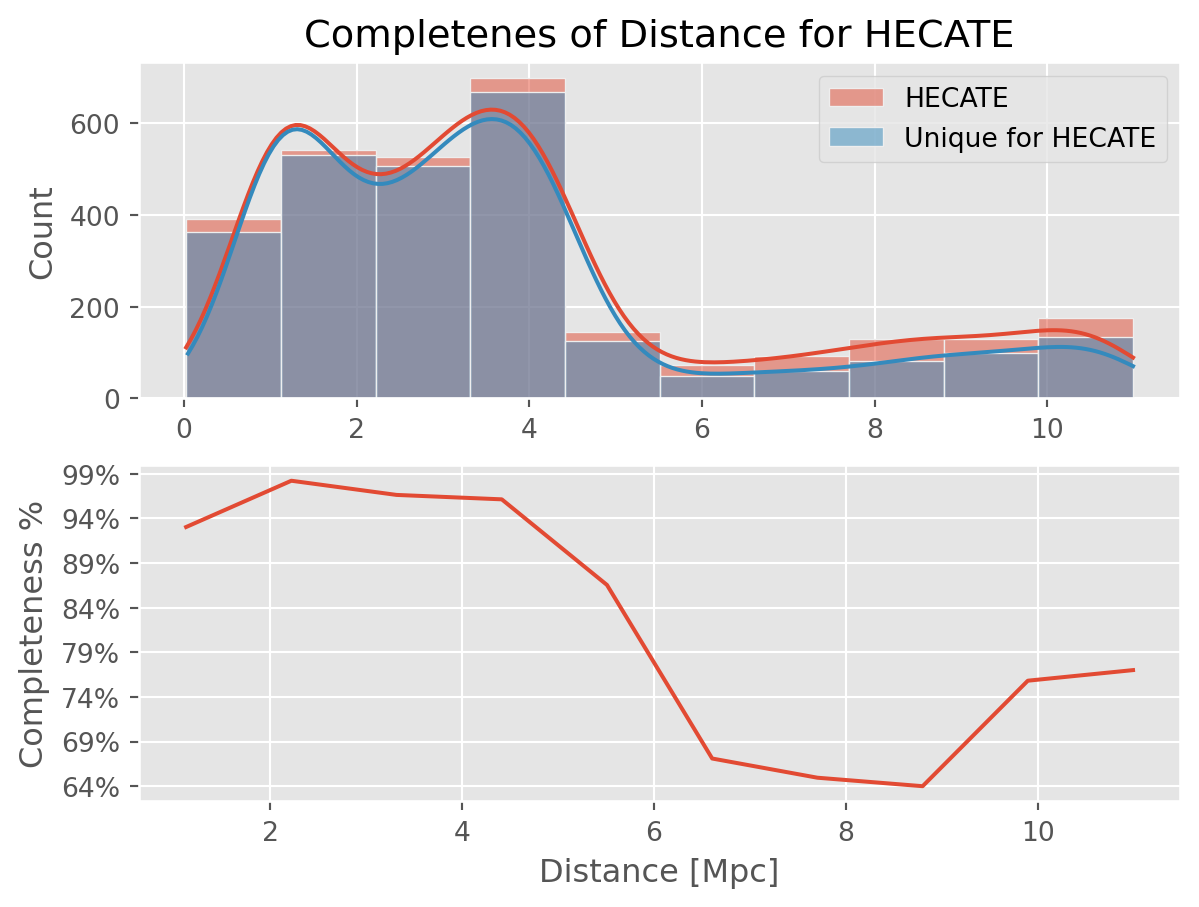 Completenes of Distance for HECATE
HECATE
Unique for HECATE
Count
600
400
200
0
0 2 4 6 8 10
Completeness %
99%
94%
89%
84%
79%
74%
69%
64%
2 4 6 8 10
Distance [Mpc]